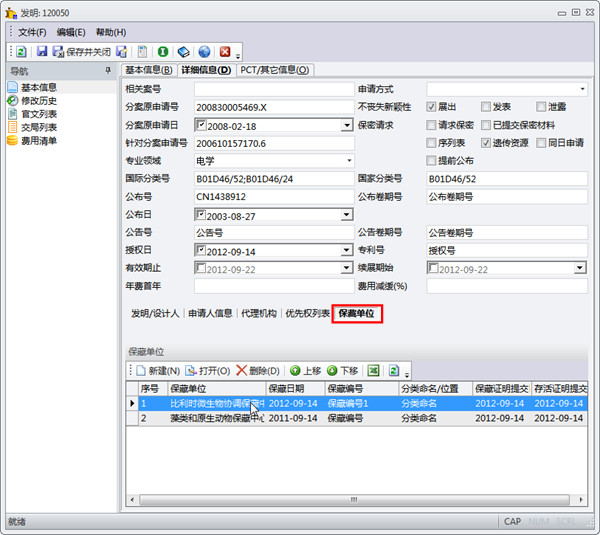 发明: 120050
文件(F) 编辑(E) 帮助(H)
保存并关闭
导航
基本信息
修改历史
官文列表
交局列表
费用清单
基本信息(B) 详细信息(D) PCT/其它信息(O)
相关案号 申请方式
分案原申请号 200830005469.X 不丧失新颖性 展出 发表 泄露
分案原申请日 2008-02-18 保密请求 请求保密 已提交保密材料
针对分案申请号 200610157170.6 序列表 遗传资源 同日申请
专业领域 电学 提前公布
国际分类号 B01D46/52;B01D46/24 国家分类号 B01D46/52
公布号 CN1438912 公布卷期号 公布卷期号
公布日 2003-08-27
公告号 公告号 公告卷期号 公告卷期号
授权日 2012-09-14 专利号 授权号
有效期止 2012-09-22 续展期始 2012-09-22
年费首年 费用减缓(%)
发明/设计人 申请人信息 代理机构 优先权列表 保藏单位
保藏单位
新建(N) 打开(O) 删除(D) 上移 下移
序号 保藏单位 保藏日期 保藏编号 分类命名/位置 保藏证明提交 存活证明提交
1 比利时微生物协调保藏中 2012-09-14 保藏编号1 分类命名 2012-09-14 2012-09-14
2 藻类和原生动物保藏中心 2011-09-14 保藏编号 分类命名 2012-09-14 2012-09-14
就绪 CAP NUM SCRL